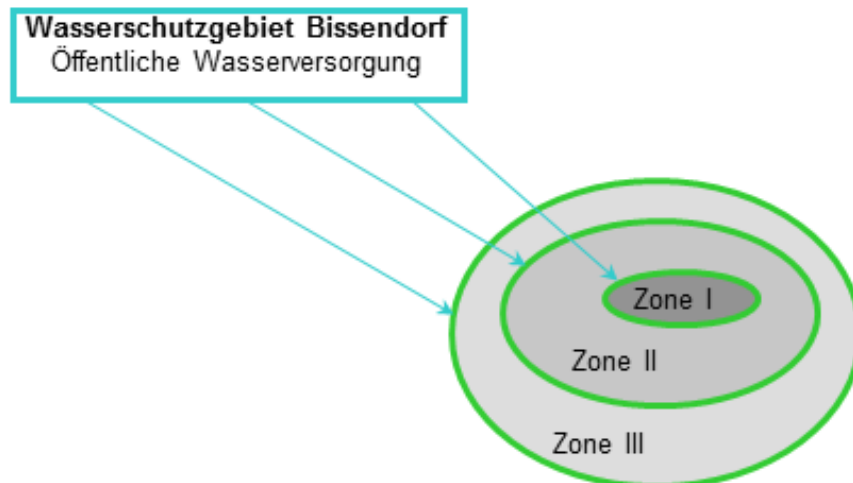 Wasserschutzgebiet Bissendorf
Öffentliche Wasserversorgung
Zone I
Zone II
Zone III